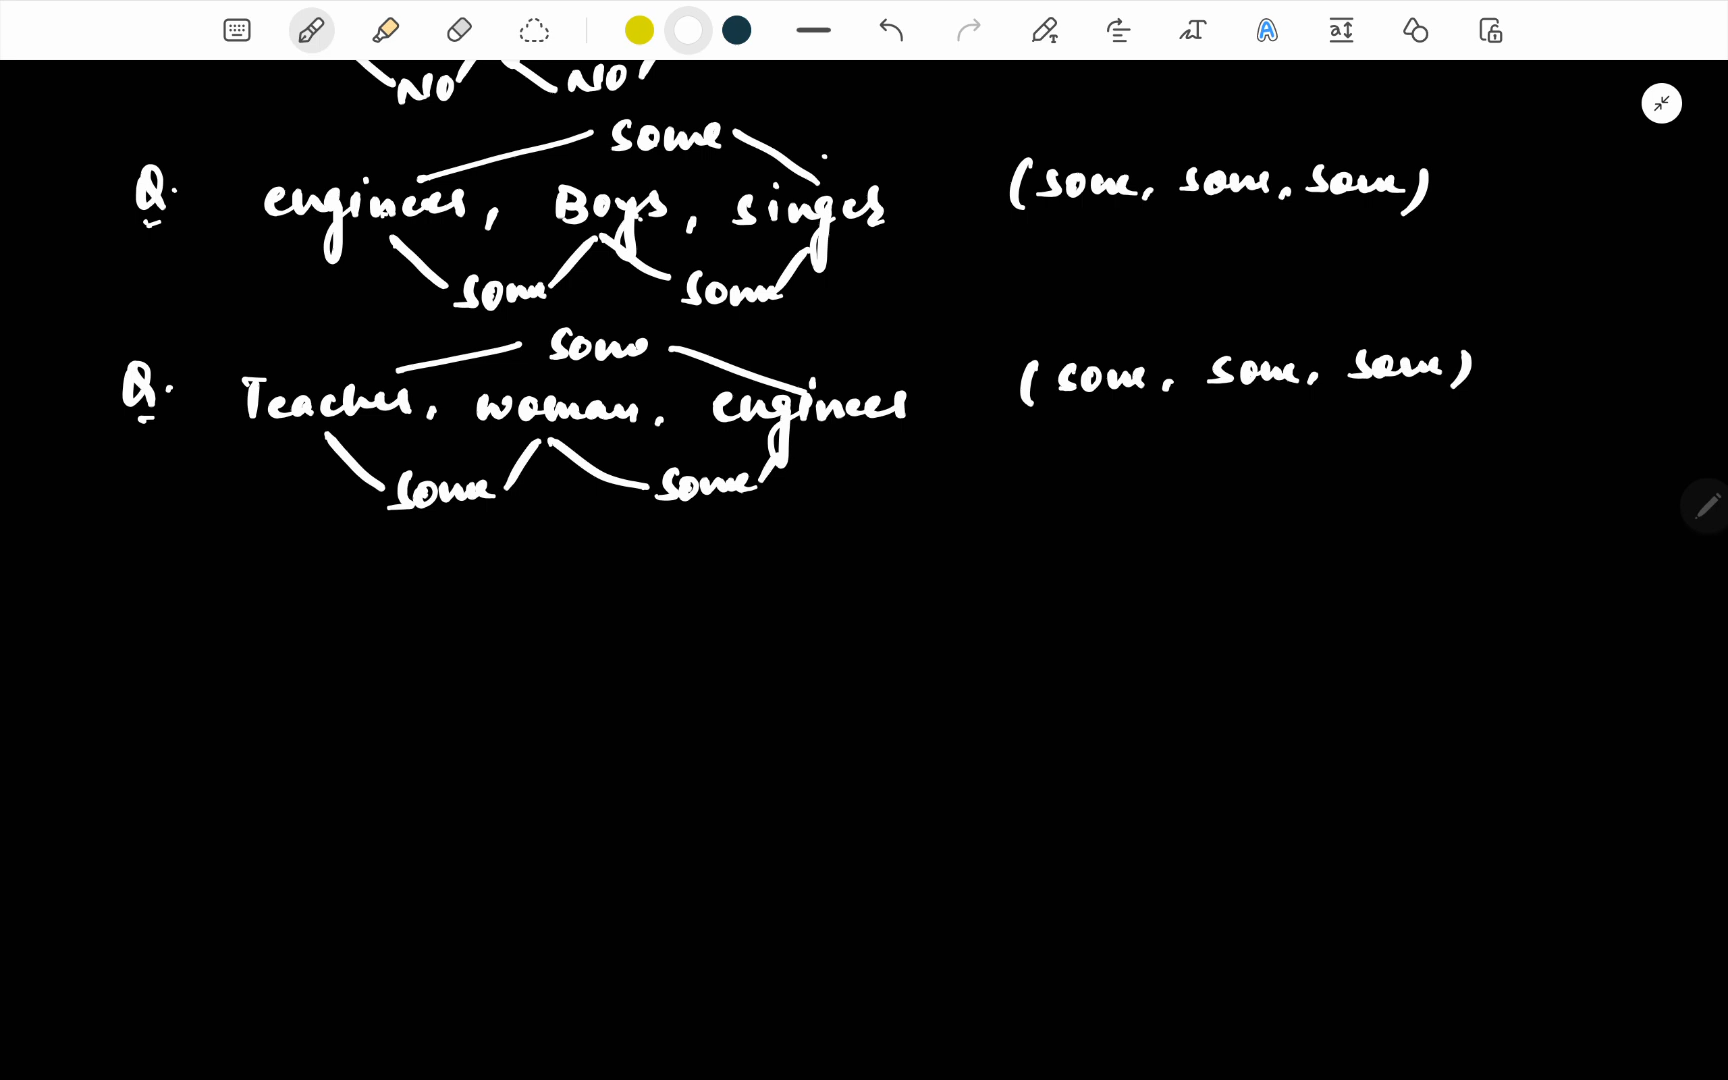 NO NO
some
Q. engineer, Boys, singer (some, some, some)
some some
some
Q. Teacher, woman, engineer (some, some, some)
some some